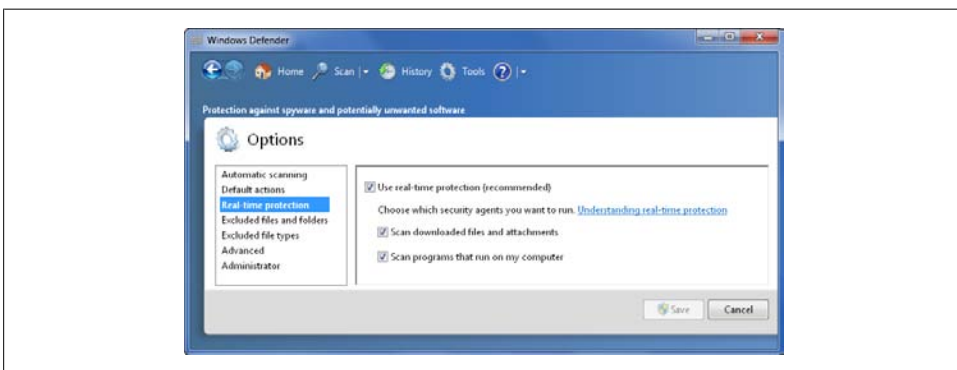 Windows Defender
Home Scan History Tools
Protection against spyware and potentially unwanted software
Options
Automatic scanning
Default actions
Real-time protection
Excluded files and folders
Excluded file types
Advanced
Administrator
Use real-time protection (recommended)
Choose which security agents you want to run. Understanding real-time protection
Scan downloaded files and attachments
Scan programs that run on my computer
Save Cancel